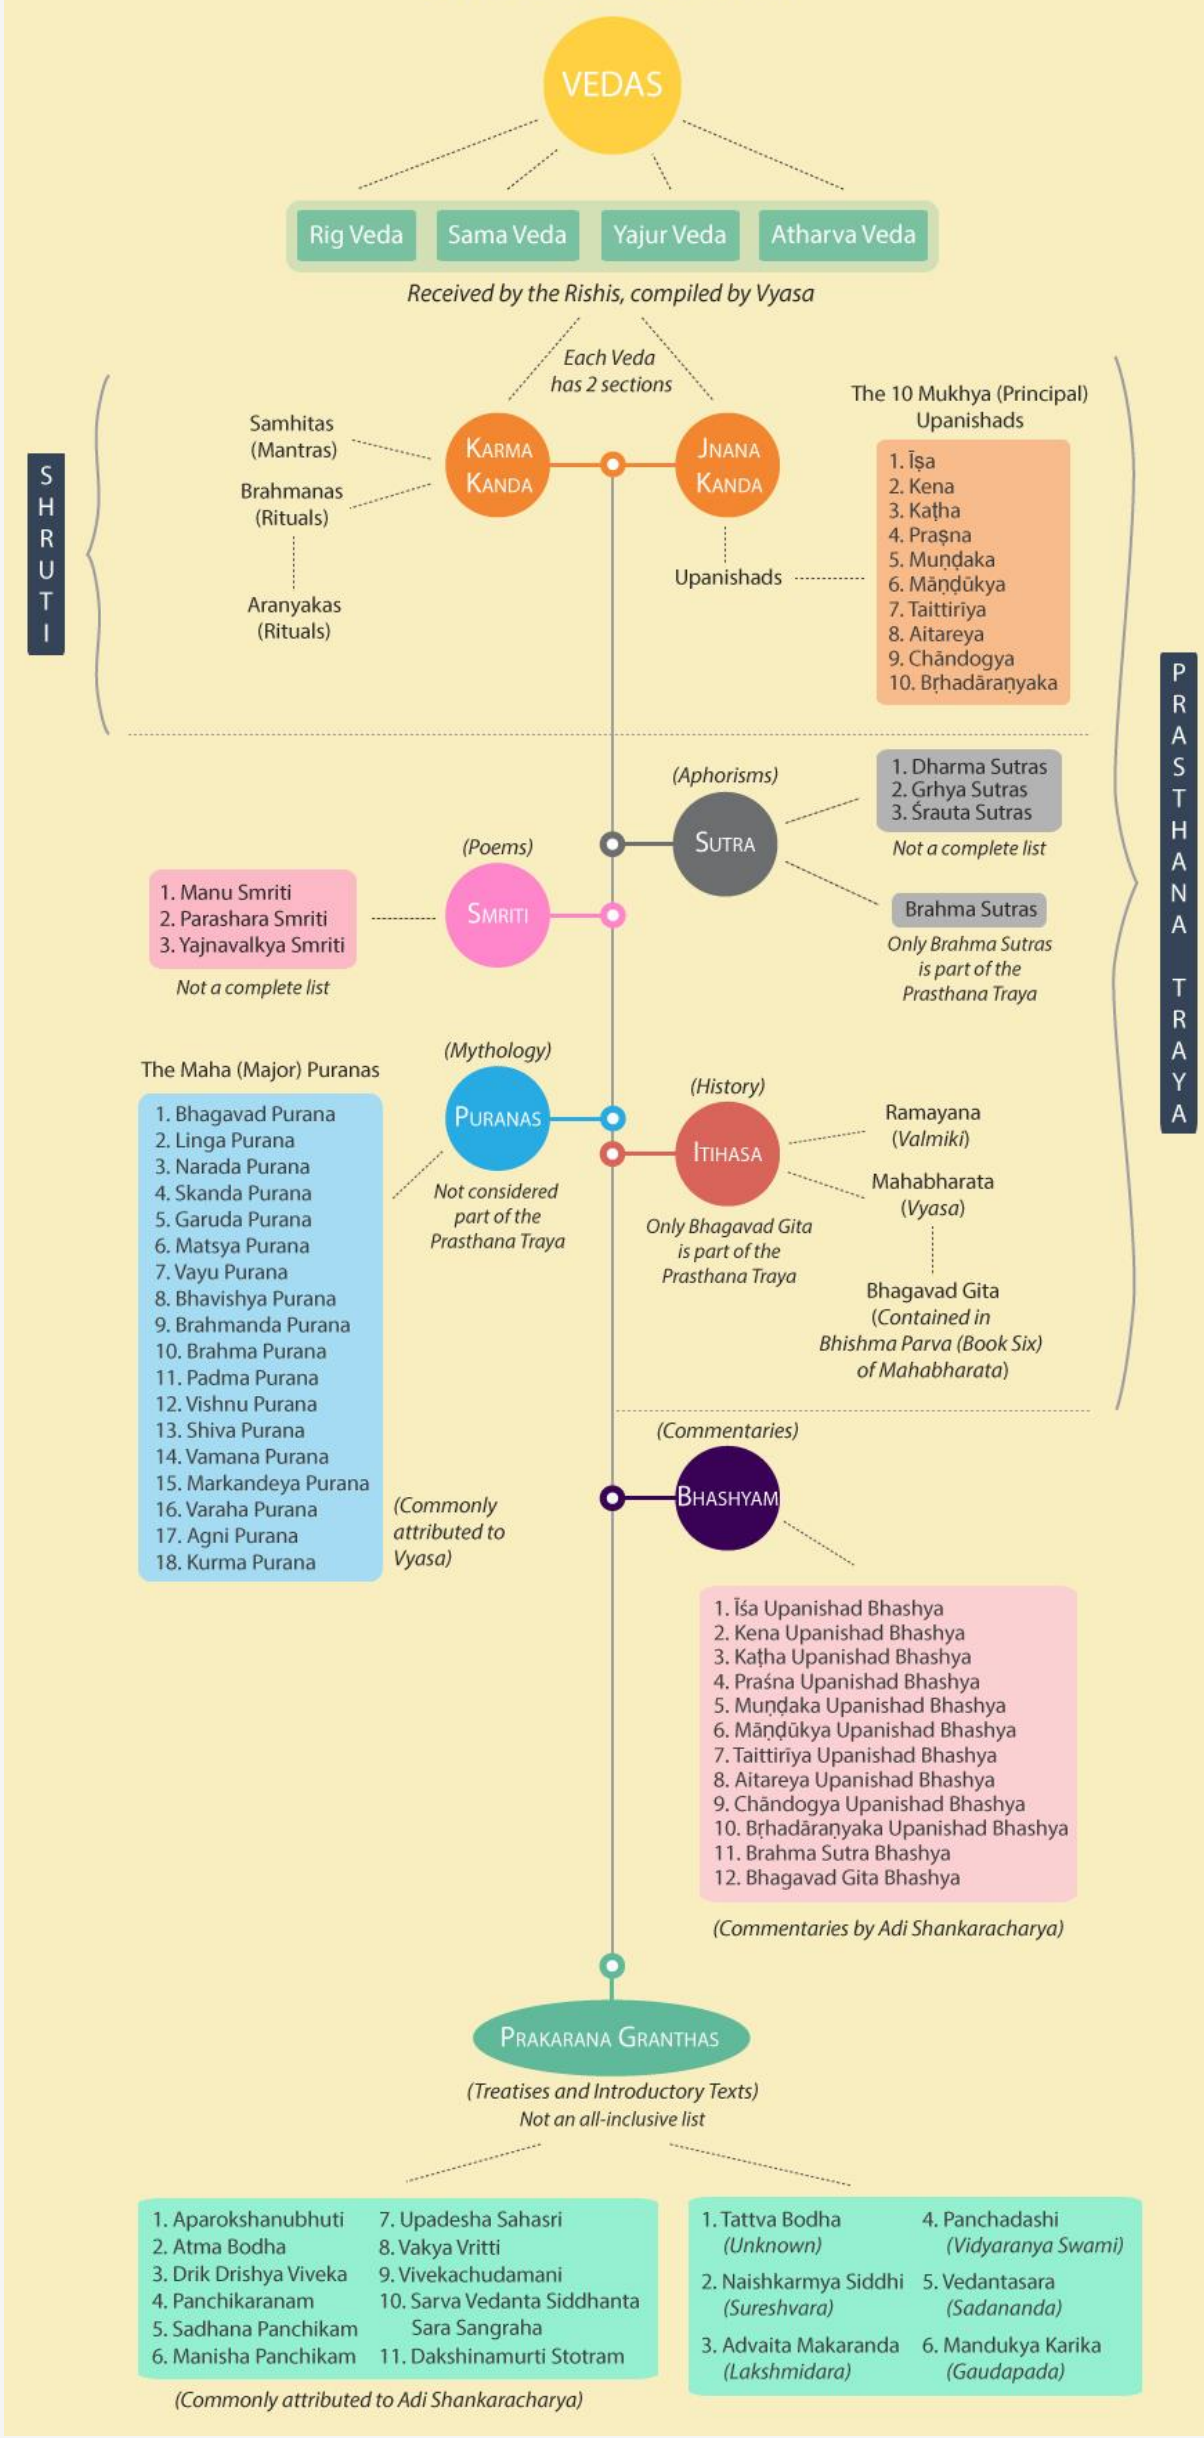 VEDAS
Rig Veda
Sama Veda
Yajur Veda
Atharva Veda
Received by the Rishis, compiled by Vyasa
Each Veda
has 2 sections
SHRUTI
Samhitas
(Mantras)
Brahmanas
(Rituals)
Aranyakas
(Rituals)
KARMA
KANDA
JNANA
KANDA
Upanishads
The 10 Mukhya (Principal)
Upanishads
1. Īşa
2. Kena
3. Kaţha
4. Praşna
5. Muņḍaka
6. Māņḍūkya
7. Taittirīya
8. Aitareya
9. Chāndogya
10. Bṛhadāraņyaka
PRASTHANA TRAYA
(Aphorisms)
SUTRA
1. Dharma Sutras
2. Grhya Sutras
3. Śrauta Sutras
Not a complete list
Brahma Sutras
Only Brahma Sutras
is part of the
Prasthana Traya
(Poems)
SMRITI
1. Manu Smriti
2. Parashara Smriti
3. Yajnavalkya Smriti
Not a complete list
The Maha (Major) Puranas
(Mythology)
PURANAS
Not considered
part of the
Prasthana Traya
1. Bhagavad Purana
2. Linga Purana
3. Narada Purana
4. Skanda Purana
5. Garuda Purana
6. Matsya Purana
7. Vayu Purana
8. Bhavishya Purana
9. Brahmanda Purana
10. Brahma Purana
11. Padma Purana
12. Vishnu Purana
13. Shiva Purana
14. Vamana Purana
15. Markandeya Purana
16. Varaha Purana
17. Agni Purana
18. Kurma Purana
(Commonly
attributed to
Vyasa)
(History)
ITIHASA
Only Bhagavad Gita
is part of the
Prasthana Traya
Ramayana
(Valmiki)
Mahabharata
(Vyasa)
Bhagavad Gita
(Contained in
Bhishma Parva (Book Six)
of Mahabharata)
(Commentaries)
BHASHYAM
1. Īśa Upanishad Bhashya
2. Kena Upanishad Bhashya
3. Kaţha Upanishad Bhashya
4. Praśna Upanishad Bhashya
5. Muņḍaka Upanishad Bhashya
6. Māņḍūkya Upanishad Bhashya
7. Taittirīya Upanishad Bhashya
8. Aitareya Upanishad Bhashya
9. Chāndogya Upanishad Bhashya
10. Bṛhadāraņyaka Upanishad Bhashya
11. Brahma Sutra Bhashya
12. Bhagavad Gita Bhashya
(Commentaries by Adi Shankaracharya)
PRAKARANA GRANTHAS
(Treatises and Introductory Texts)
Not an all-inclusive list
1. Aparokshanubhuti
2. Atma Bodha
3. Drik Drishya Viveka
4. Panchikaranam
5. Sadhana Panchikam
6. Manisha Panchikam
7. Upadesha Sahasri
8. Vakya Vritti
9. Vivekachudamani
10. Sarva Vedanta Siddhanta
Sara Sangraha
11. Dakshinamurti Stotram
(Commonly attributed to Adi Shankaracharya)
1. Tattva Bodha
(Unknown)
2. Naishkarmya Siddhi
(Sureshvara)
3. Advaita Makaranda
(Lakshmidara)
4. Panchadashi
(Vidyaranya Swami)
5. Vedantasara
(Sadananda)
6. Mandukya Karika
(Gaudapada)